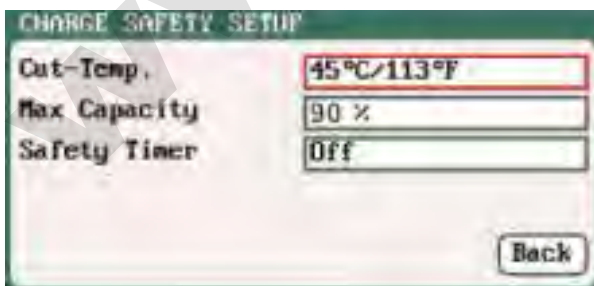 CHARGE SAFETY SETUP
Cut-Temp. 45°C/113°F
Max Capacity 90 %
Safety Timer Off
Back